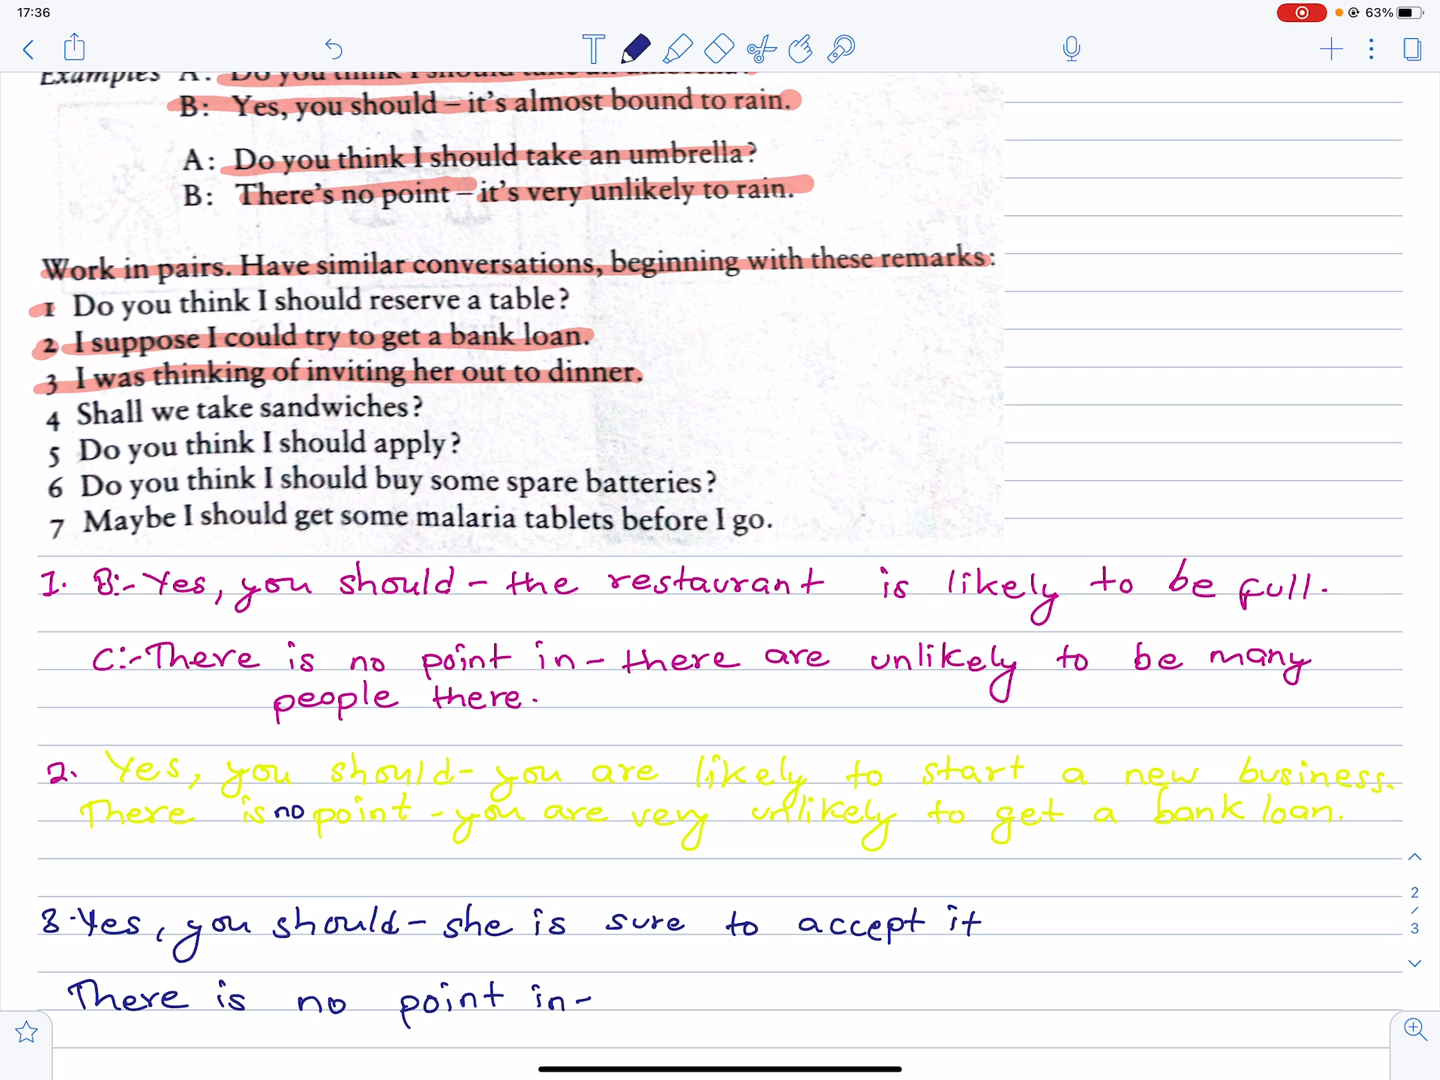 17:36
63%
Examples A: Do you think I should take an umbrella?
B: Yes, you should – it's almost bound to rain.
A: Do you think I should take an umbrella?
B: There's no point – it's very unlikely to rain.
Work in pairs. Have similar conversations, beginning with these remarks:
1 Do you think I should reserve a table?
2 I suppose I could try to get a bank loan.
3 I was thinking of inviting her out to dinner.
4 Shall we take sandwiches?
5 Do you think I should apply?
6 Do you think I should buy some spare batteries?
7 Maybe I should get some malaria tablets before I go.
1. B:- Yes, you should – the restaurant is likely to be full.
C:- There is no point in – there are unlikely to be many
people there.
2. Yes, you should – you are likely to start a new business.
There is no point – you are very unlikely to get a bank loan.
3. Yes, you should – she is sure to accept it
There is no point in –
2
/
3